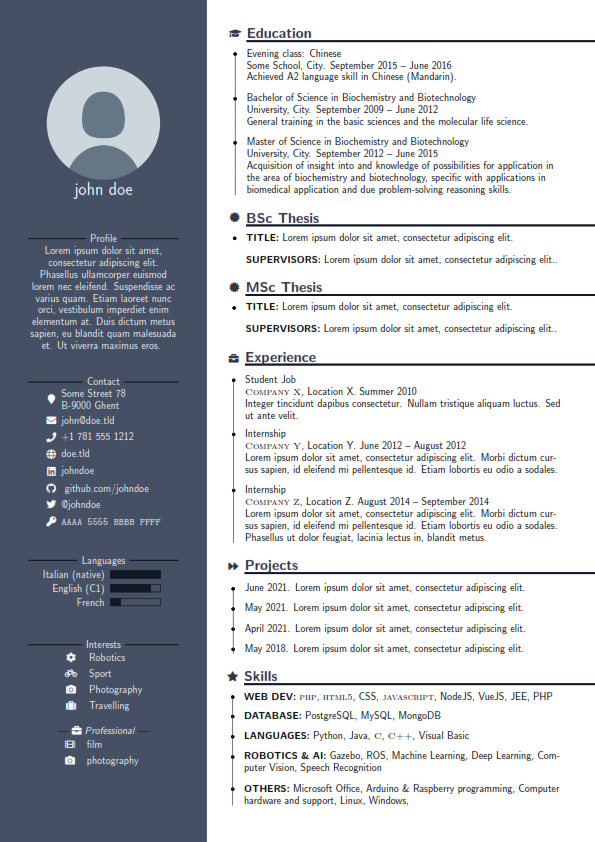 john doe
Profile
Lorem ipsum dolor sit amet,
consectetur adipiscing elit.
Phasellus ullamcorper euismod
lorem nec eleifend. Suspendisse ac
varius quam. Etiam laoreet nunc
orci, vestibulum imperdiet enim
elementum at. Duis dictum metus
sapien, eu blandit quam malesuada
et. Ut viverra maximus eros.
Contact
Some Street 78
B-9000 Ghent
john@doe.tld
+1 781 555 1212
doe.tld
johndoe
github.com/johndoe
@johndoe
AAAA 5555 BBBB FFFF
Languages
Italian (native)
English (C1)
French
Interests
Robotics
Sport
Photography
Travelling
Professional
film
photography
Education
Evening class: Chinese
Some School, City. September 2015 – June 2016
Achieved A2 language skill in Chinese (Mandarin).
Bachelor of Science in Biochemistry and Biotechnology
University, City. September 2009 – June 2012
General training in the basic sciences and the molecular life science.
Master of Science in Biochemistry and Biotechnology
University, City. September 2012 – June 2015
Acquisition of insight into and knowledge of possibilities for application in
the area of biochemistry and biotechnology, specific with applications in
biomedical application and due problem-solving reasoning skills.
BSc Thesis
TITLE: Lorem ipsum dolor sit amet, consectetur adipiscing elit.
SUPERVISORS: Lorem ipsum dolor sit amet, consectetur adipiscing elit..
MSc Thesis
TITLE: Lorem ipsum dolor sit amet, consectetur adipiscing elit.
SUPERVISORS: Lorem ipsum dolor sit amet, consectetur adipiscing elit..
Experience
Student Job
Company X, Location X. Summer 2010
Integer tincidunt dapibus consectetur. Nullam tristique aliquam luctus. Sed
ut ante velit.
Internship
Company Y, Location Y. June 2012 – August 2012
Lorem ipsum dolor sit amet, consectetur adipiscing elit. Morbi dictum cur-
sus sapien, id eleifend mi pellentesque id. Etiam lobortis eu odio a sodales.
Internship
Company Z, Location Z. August 2014 – September 2014
Lorem ipsum dolor sit amet, consectetur adipiscing elit. Morbi dictum cur-
sus sapien, id eleifend mi pellentesque id. Etiam lobortis eu odio a sodales.
Phasellus ut dolor feugiat, lacinia lectus in, blandit metus.
Projects
June 2021. Lorem ipsum dolor sit amet, consectetur adipiscing elit.
May 2021. Lorem ipsum dolor sit amet, consectetur adipiscing elit.
April 2021. Lorem ipsum dolor sit amet, consectetur adipiscing elit.
May 2018. Lorem ipsum dolor sit amet, consectetur adipiscing elit.
Skills
WEB DEV: php, html5, CSS, javascript, NodeJS, VueJS, JEE, PHP
DATABASE: PostgreSQL, MySQL, MongoDB
LANGUAGES: Python, Java, C, C++, Visual Basic
ROBOTICS & AI: Gazebo, ROS, Machine Learning, Deep Learning, Com-
puter Vision, Speech Recognition
OTHERS: Microsoft Office, Arduino & Raspberry programming, Computer
hardware and support, Linux, Windows,